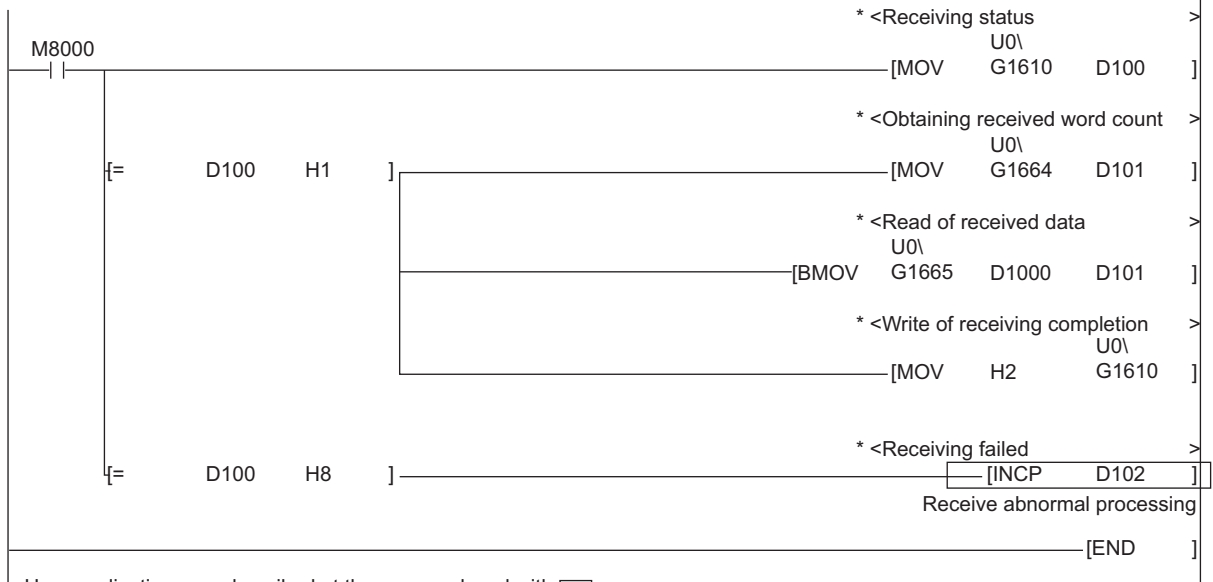 * <Receiving status >
M8000
U0\
[MOV G1610 D100 ]
* <Obtaining received word count >
U0\
[= D100 H1 ] [MOV G1664 D101 ]
* <Read of received data >
U0\
[BMOV G1665 D1000 D101 ]
* <Write of receiving completion >
U0\
[MOV H2 G1610 ]
* <Receiving failed >
[= D100 H8 ] [INCP D102 ]
Receive abnormal processing
[END ]